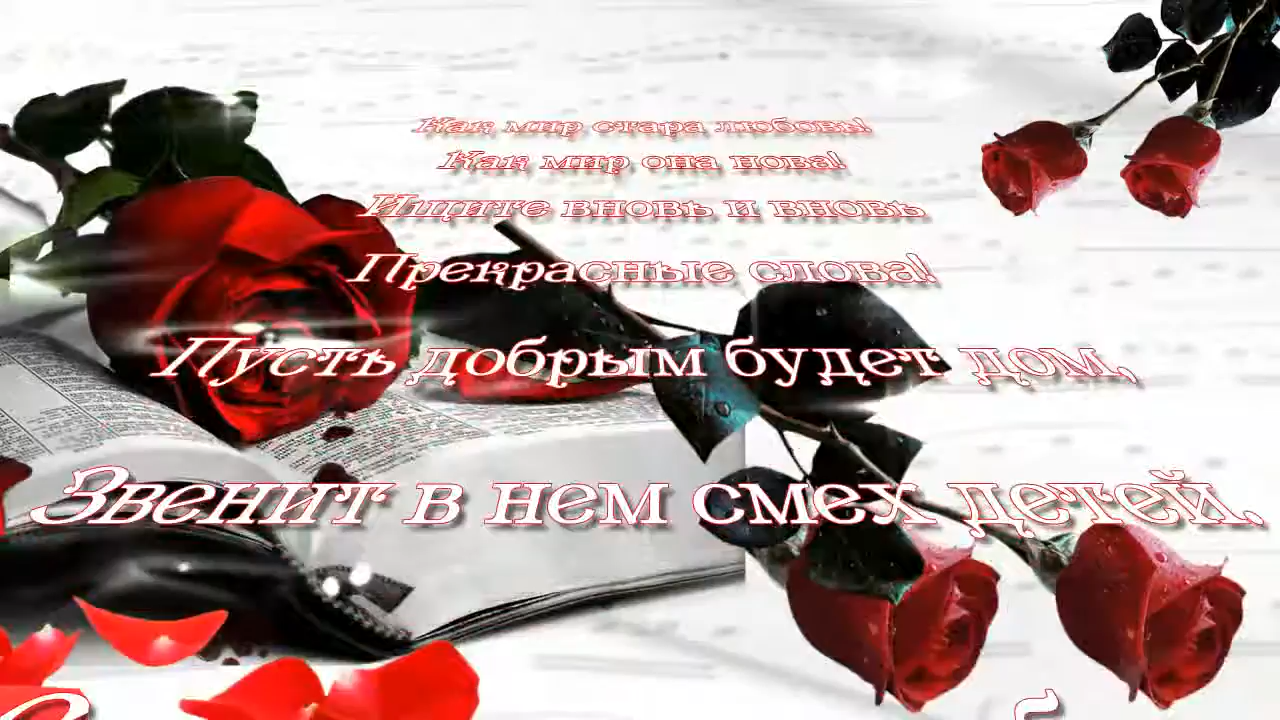 Как мир стара любовь!
Как мир она нова!
Ищите вновь и вновь
Прекрасные слова!
Пусть добрым будет дом,
Звенит в нем смех детей.